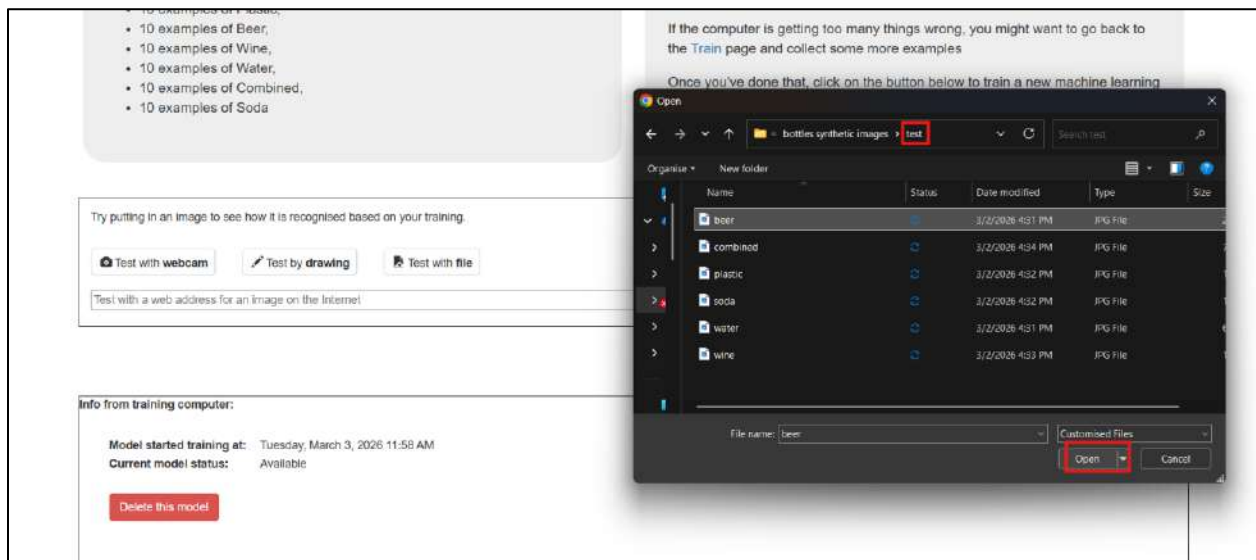 10 examples of Plastic,
10 examples of Beer,
10 examples of Wine,
10 examples of Water,
10 examples of Combined,
10 examples of Soda
If the computer is getting too many things wrong, you might want to go back to
the Train page and collect some more examples
Once you've done that, click on the button below to train a new machine learning
Try putting in an image to see how it is recognised based on your training.
Test with webcam
Test by drawing
Test with file
Test with a web address for an image on the Internet
Info from training computer:
Model started training at: Tuesday, March 3, 2026 11:58 AM
Current model status: Available
Delete this model
Open
bottles synthetic images > test
Search test
Organise
New folder
Name Status Date modified Type Size
beer 3/2/2026 4:31 PM JPG File
combined 3/2/2026 4:34 PM JPG File
plastic 3/2/2026 4:32 PM JPG File
soda 3/2/2026 4:32 PM JPG File
water 3/2/2026 4:31 PM JPG File
wine 3/2/2026 4:33 PM JPG File
File name: beer
Customised Files
Open
Cancel